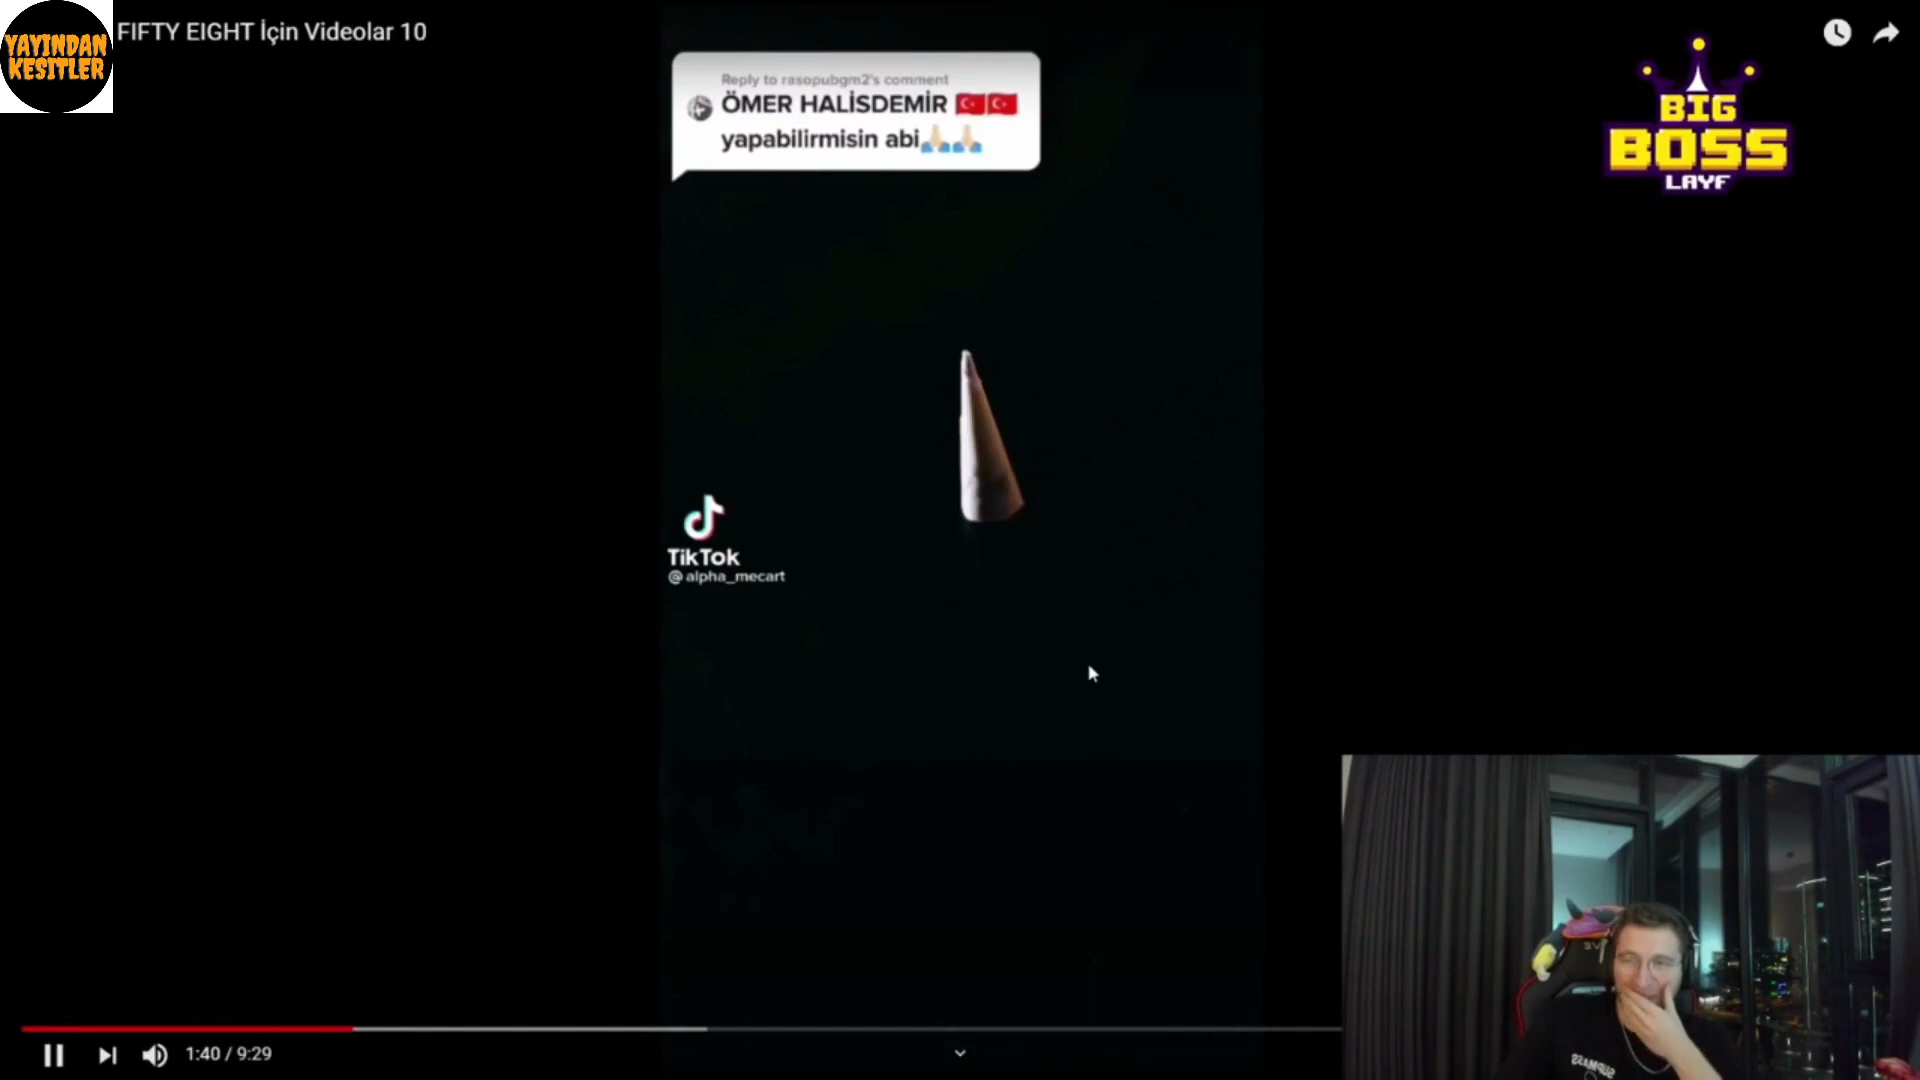 YAYINDAN
KESİTLER
FIFTY EIGHT İçin Videolar 10
BIG
BOSS
LAYF
Reply to rasopubgm2's comment
ÖMER HALİSDEMİR 🇹🇷🇹🇷
yapabilirmisin abi🙏🏻🙏🏻
TikTok
@alpha_mecart
1:40 / 9:29